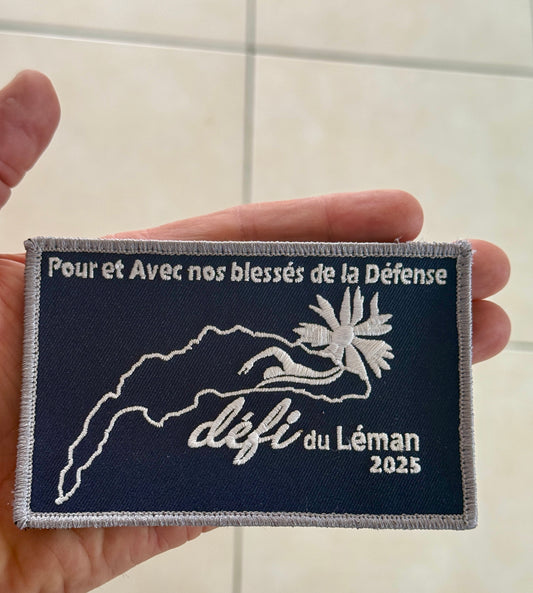 Pour et Avec nos blessés de la Défense
défi du Léman
2025